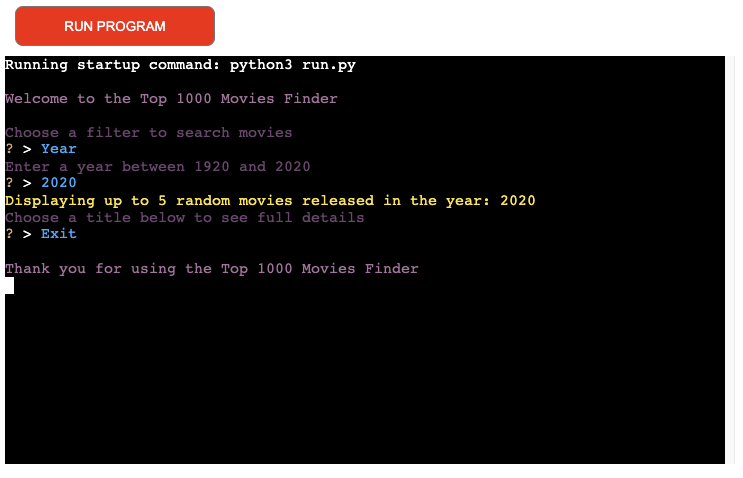 RUN PROGRAM
Running startup command: python3 run.py
Welcome to the Top 1000 Movies Finder
Choose a filter to search movies
? > Year
Enter a year between 1920 and 2020
? > 2020
Displaying up to 5 random movies released in the year: 2020
Choose a title below to see full details
? > Exit
Thank you for using the Top 1000 Movies Finder